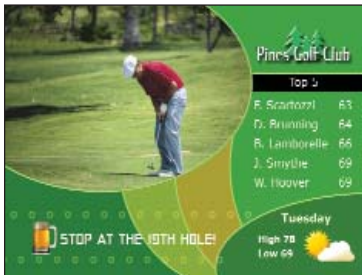 Pines Golf Club
Top 5
F. Scartozzi 63
D. Brunning 64
B. Lamborelle 66
J. Smythe 69
W. Hoover 69
STOP AT THE 19TH HOLE!
Tuesday
High 78
Low 69